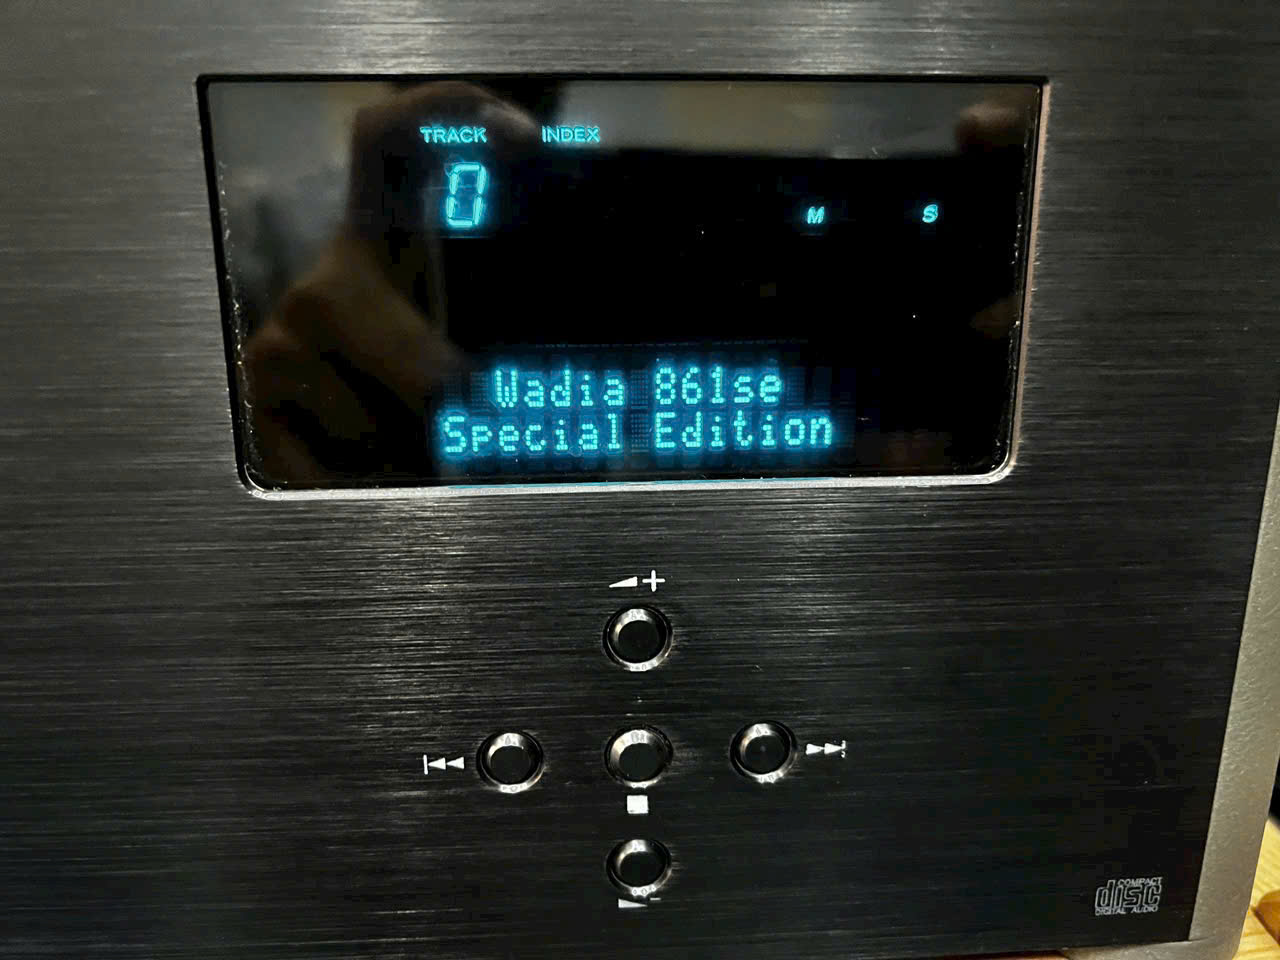 TRACK INDEX
0
M S
Wadia 861se
Special Edition
+
COMPACT
disc
DIGITAL AUDIO